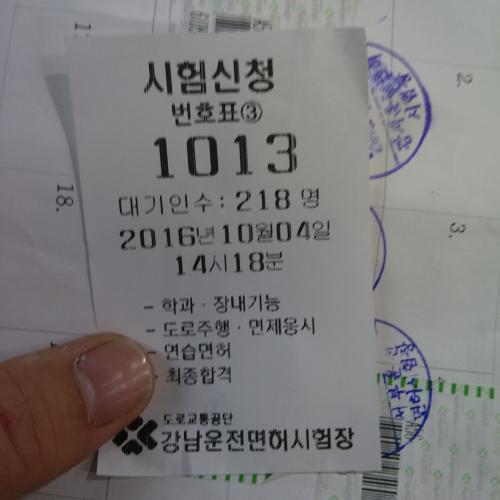 시험신청
번호표③
1013
대기인수: 218 명
2016년10월04일
14시18분
- 학과 · 장내기능
- 도로주행 · 면제응시
- 연습면허
- 최종합격
도로교통공단
강남운전면허시험장
1
2.
18.
3.